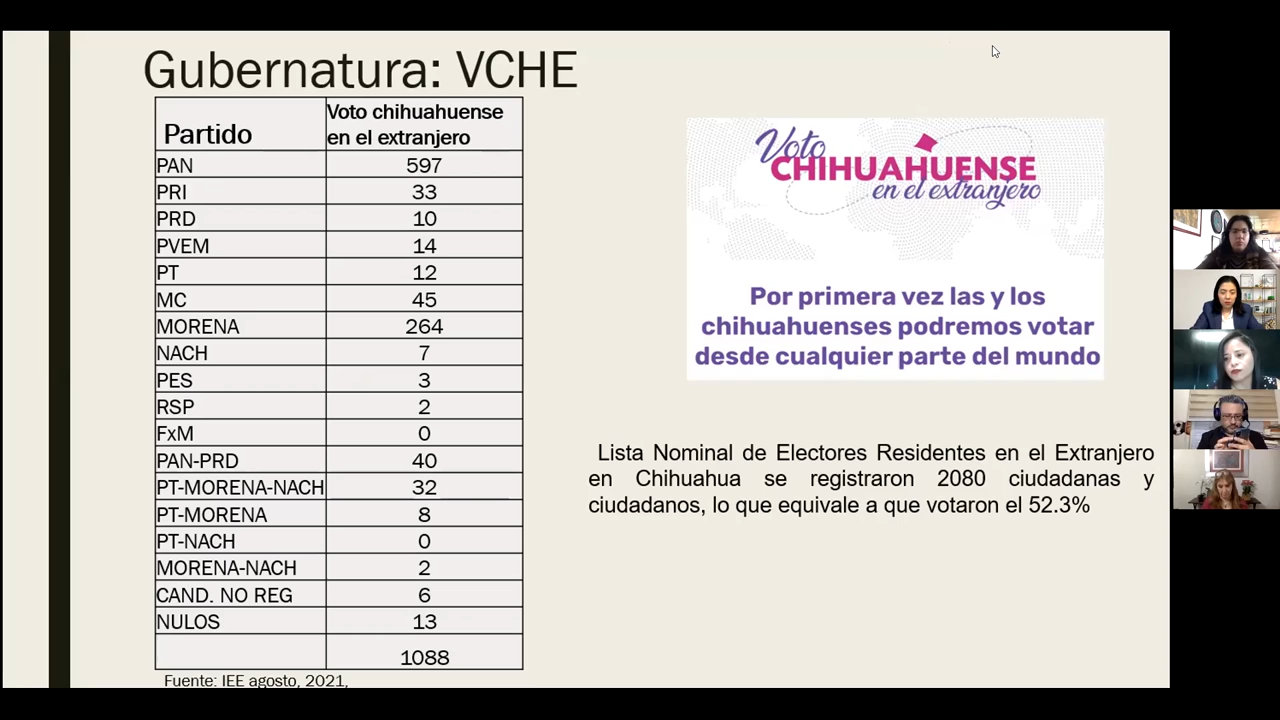 Gubernatura: VCHE
Partido Voto chihuahuense en el extranjero
PAN 597
PRI 33
PRD 10
PVEM 14
PT 12
MC 45
MORENA 264
NACH 7
PES 3
RSP 2
FxM 0
PAN-PRD 40
PT-MORENA-NACH 32
PT-MORENA 8
PT-NACH 0
MORENA-NACH 2
CAND. NO REG 6
NULOS 13
1088
Fuente: IEE agosto, 2021,
Voto
CHIHUAHUENSE
en el extranjero
Por primera vez las y los
chihuahuenses podremos votar
desde cualquier parte del mundo
Lista Nominal de Electores Residentes en el Extranjero
en Chihuahua se registraron 2080 ciudadanas y
ciudadanos, lo que equivale a que votaron el 52.3%